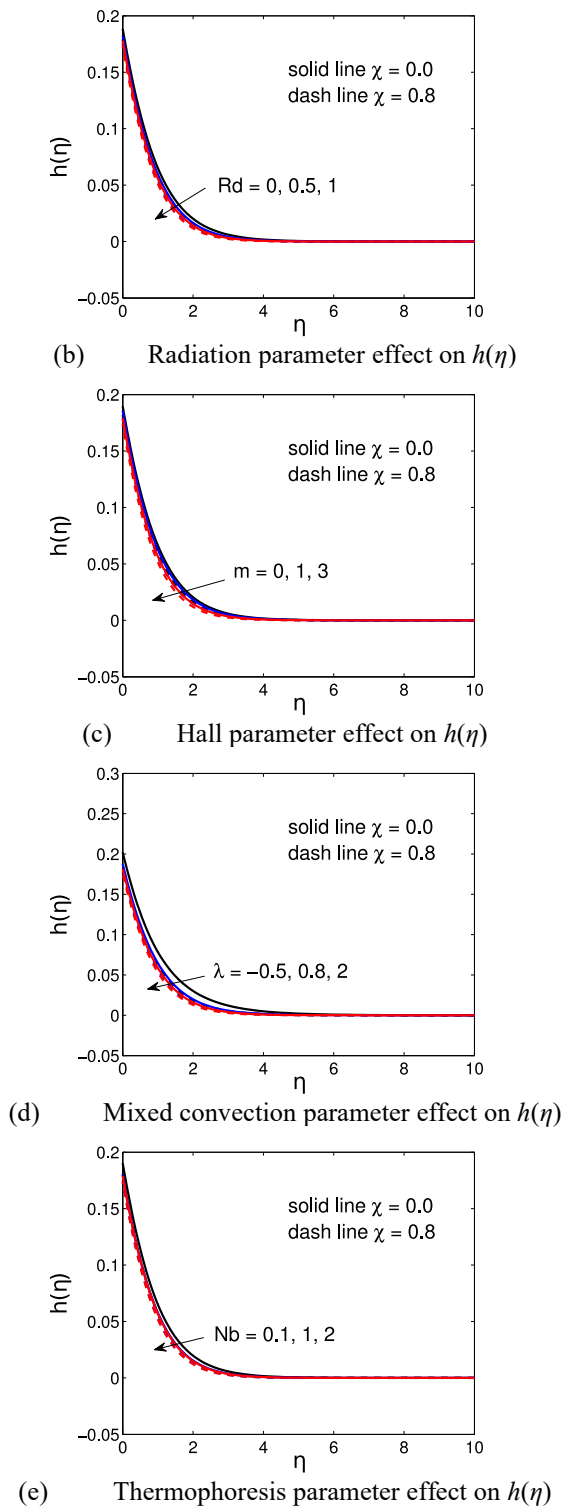 0.2
0.15
0.1
0.05
0
−0.05
h(η)
solid line χ = 0.0
dash line χ = 0.8
Rd = 0, 0.5, 1
0 2 4 6 8 10
η
(b) Radiation parameter effect on h(η)
0.2
0.15
0.1
0.05
0
−0.05
h(η)
solid line χ = 0.0
dash line χ = 0.8
m = 0, 1, 3
0 2 4 6 8 10
η
(c) Hall parameter effect on h(η)
0.3
0.25
0.2
0.15
0.1
0.05
0
−0.05
h(η)
solid line χ = 0.0
dash line χ = 0.8
λ = −0.5, 0.8, 2
0 2 4 6 8 10
η
(d) Mixed convection parameter effect on h(η)
0.2
0.15
0.1
0.05
0
−0.05
h(η)
solid line χ = 0.0
dash line χ = 0.8
Nb = 0.1, 1, 2
0 2 4 6 8 10
η
(e) Thermophoresis parameter effect on h(η)